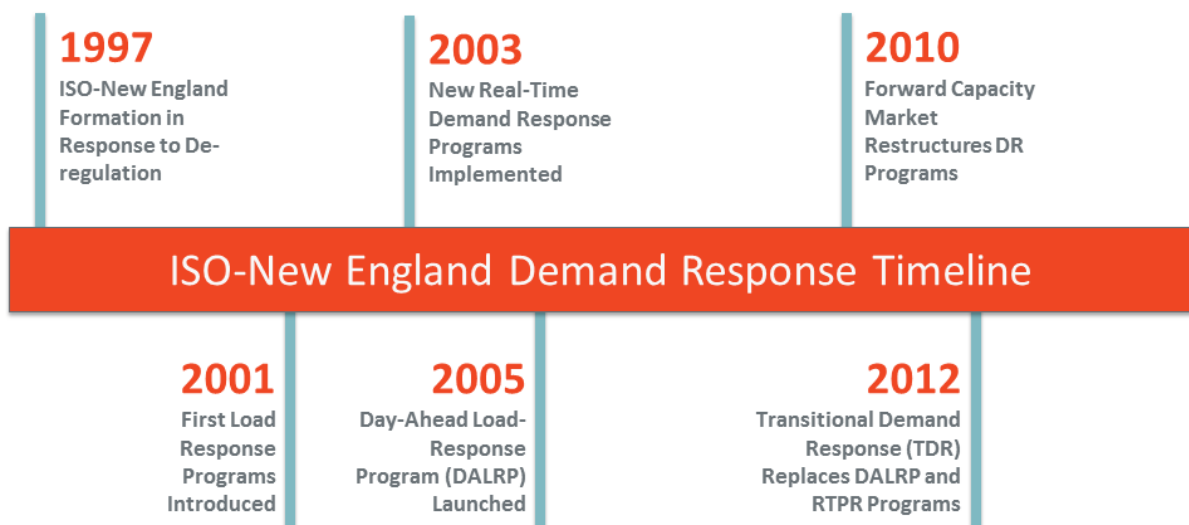 1997
ISO-New England
Formation in
Response to De-
regulation
2003
New Real-Time
Demand Response
Programs
Implemented
2010
Forward Capacity
Market
Restructures DR
Programs
ISO-New England Demand Response Timeline
2001
First Load
Response
Programs
Introduced
2005
Day-Ahead Load-
Response
Program (DALRP)
Launched
2012
Transitional Demand
Response (TDR)
Replaces DALRP and
RTPR Programs